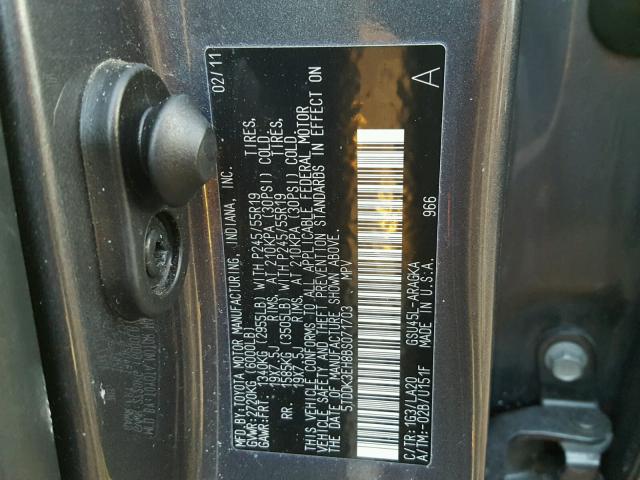 02/11
MFD. BY: TOYOTA MOTOR MANUFACTURING, INDIANA, INC.
GVWR: 2720KG (6000LB)
GAWR: FRT. 1340KG (2955LB) WITH P245/55R19 TIRES,
19X7.5J RIMS, AT 210KPA (30PSI) COLD.
RR. 1585KG (3505LB) WITH P245/55R19 TIRES,
19X7.5J RIMS, AT 210KPA (30PSI) COLD.
THIS VEHICLE CONFORMS TO ALL APPLICABLE FEDERAL MOTOR
VEHICLE SAFETY AND THEFT PREVENTION STANDARDS IN EFFECT ON
THE DATE OF MANUFACTURE SHOWN ABOVE.
5TDDK3EH8BS071703 MPV
A
966
C/TR: 1G3/LA20 GSU45L-ARAGKA
A/TM: -02B/U151F MADE IN U.S.A.